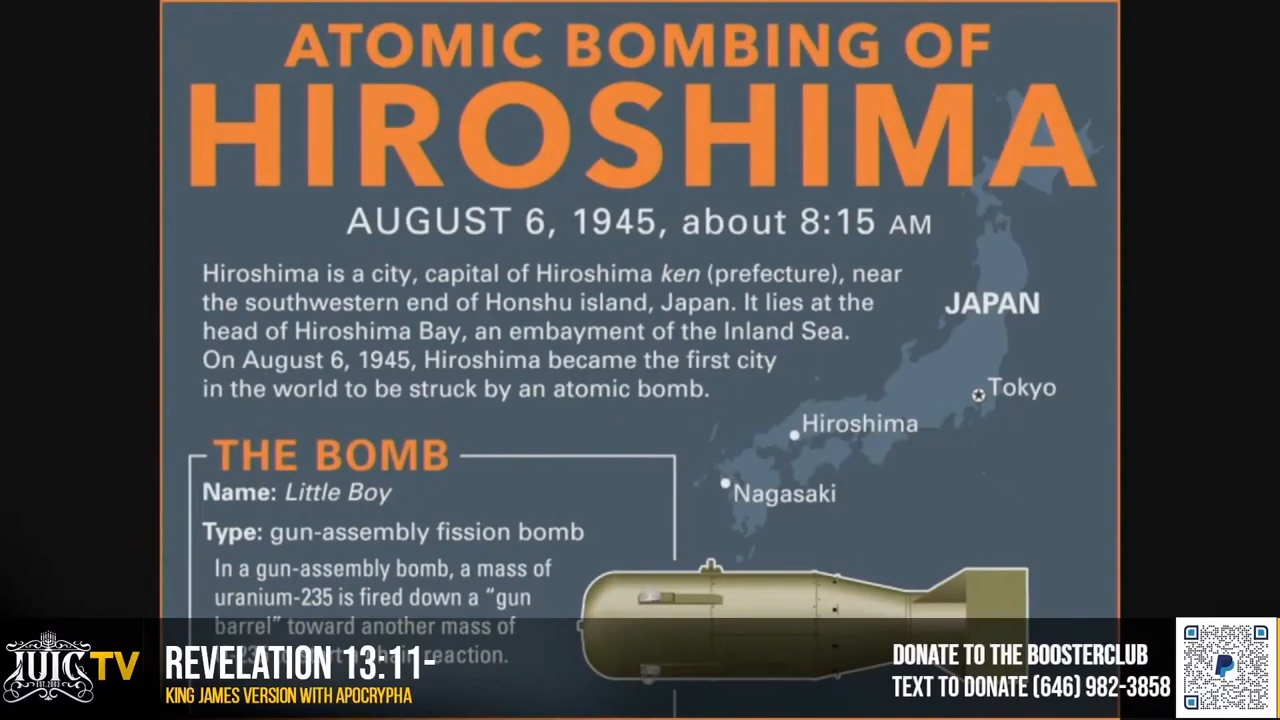 ATOMIC BOMBING OF
HIROSHIMA
AUGUST 6, 1945, about 8:15 AM
Hiroshima is a city, capital of Hiroshima ken (prefecture), near
the southwestern end of Honshu island, Japan. It lies at the
head of Hiroshima Bay, an embayment of the Inland Sea.
On August 6, 1945, Hiroshima became the first city
in the world to be struck by an atomic bomb.
JAPAN
Tokyo
Hiroshima
Nagasaki
THE BOMB
Name: Little Boy
Type: gun-assembly fission bomb
In a gun-assembly bomb, a mass of
uranium-235 is fired down a “gun
barrel” toward another mass of
reaction.
IUIC TV
EST. 2003
REVELATION 13:11-
KING JAMES VERSION WITH APOCRYPHA
DONATE TO THE BOOSTERCLUB
TEXT TO DONATE (646) 982-3858